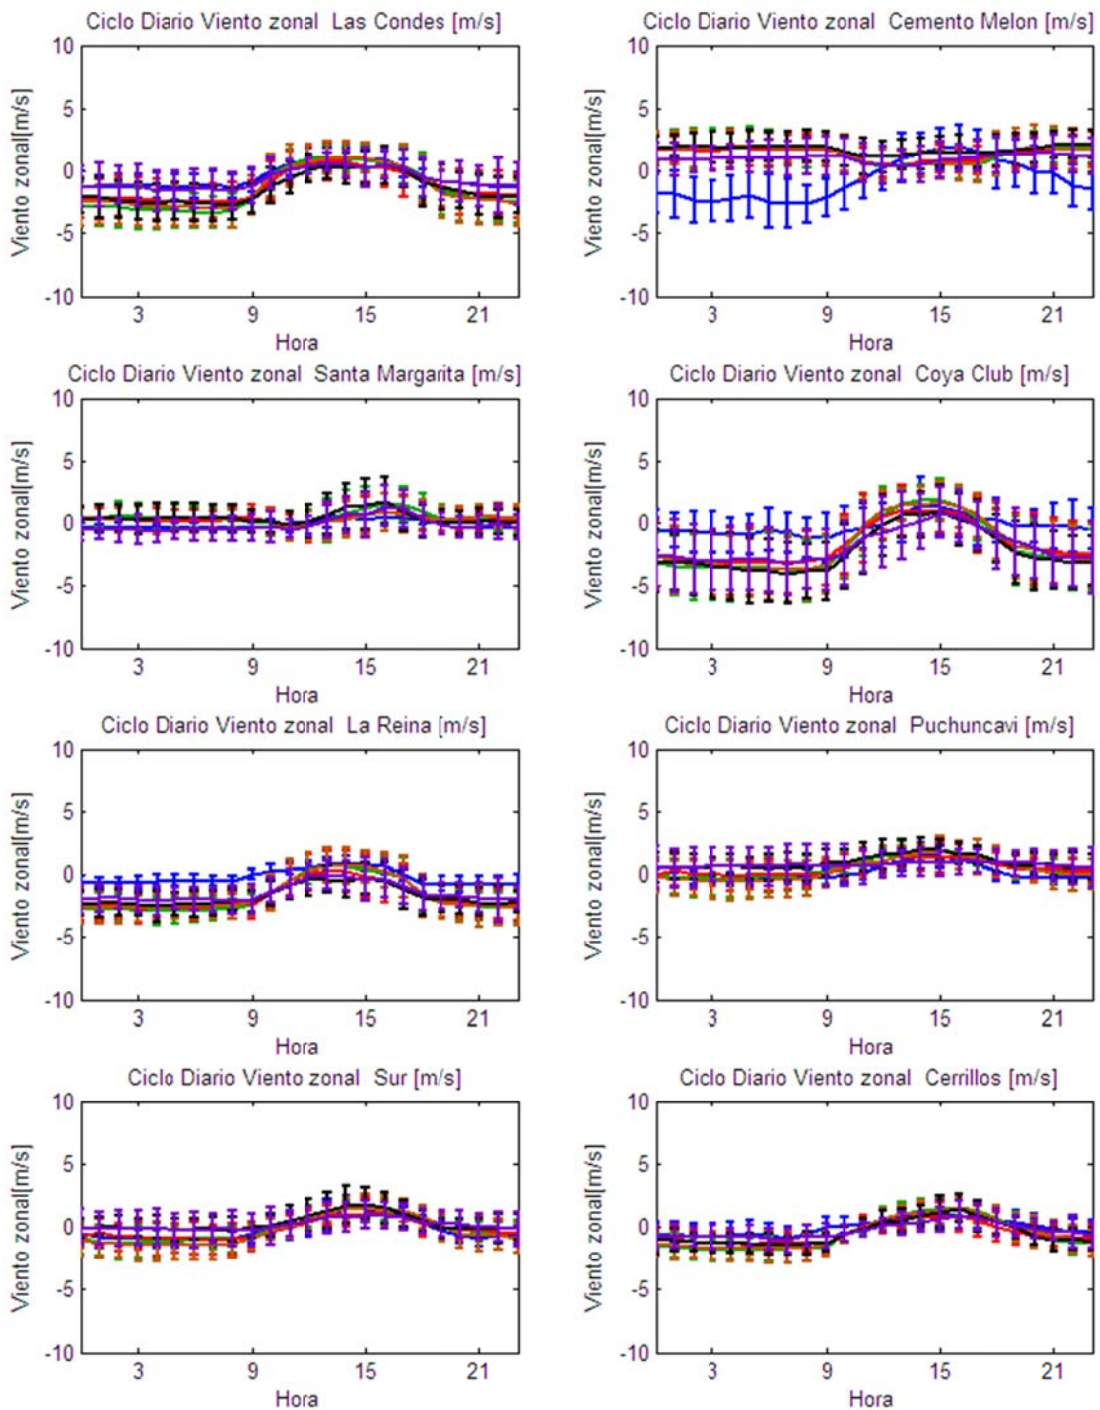 Ciclo Diario Viento zonal Las Condes [m/s]
10
5
0
-5
-10
Viento zonal[m/s]
3 9 15 21
Hora
Ciclo Diario Viento zonal Cemento Melon [m/s]
10
5
0
-5
-10
Viento zonal[m/s]
3 9 15 21
Hora
Ciclo Diario Viento zonal Santa Margarita [m/s]
10
5
0
-5
-10
Viento zonal[m/s]
3 9 15 21
Hora
Ciclo Diario Viento zonal Coya Club [m/s]
10
5
0
-5
-10
Viento zonal[m/s]
3 9 15 21
Hora
Ciclo Diario Viento zonal La Reina [m/s]
10
5
0
-5
-10
Viento zonal[m/s]
3 9 15 21
Hora
Ciclo Diario Viento zonal Puchuncavi [m/s]
10
5
0
-5
-10
Viento zonal[m/s]
3 9 15 21
Hora
Ciclo Diario Viento zonal Sur [m/s]
10
5
0
-5
-10
Viento zonal[m/s]
3 9 15 21
Hora
Ciclo Diario Viento zonal Cerrillos [m/s]
10
5
0
-5
-10
Viento zonal[m/s]
3 9 15 21
Hora